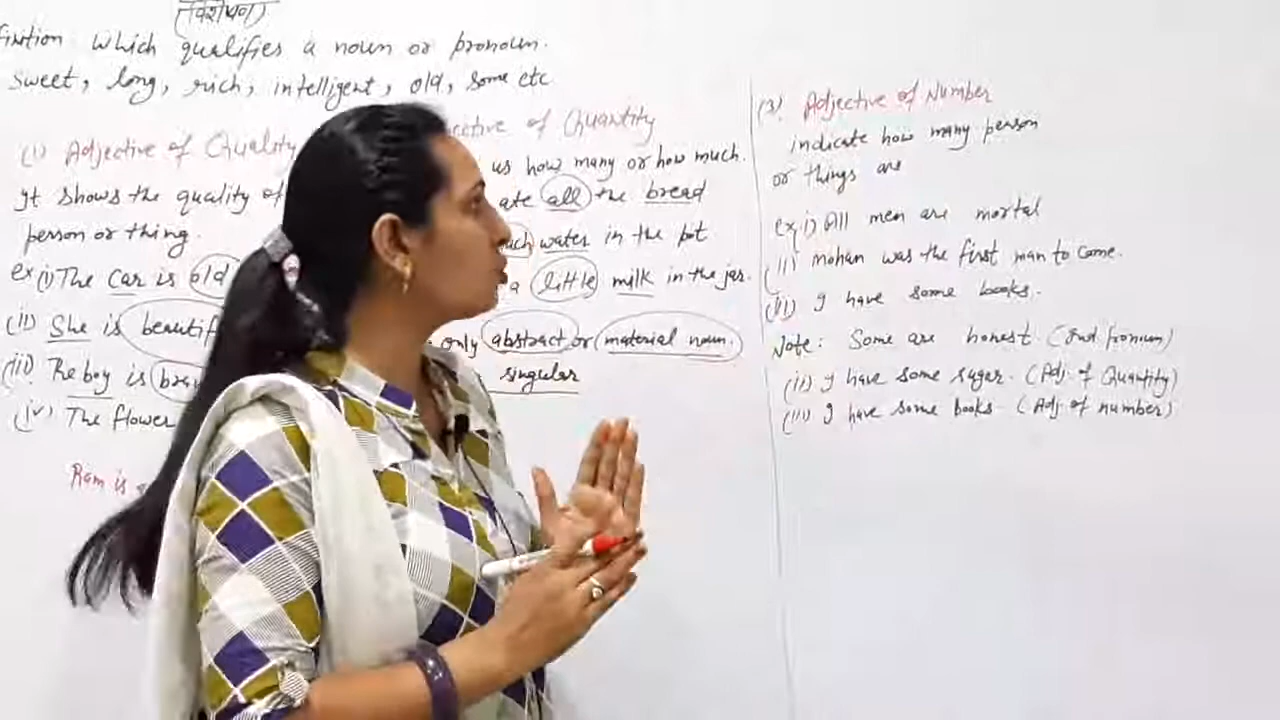 (विशेषण)
which qualifies a noun or pronoun.
sweet, long, rich, intelligent, old, some etc
(i) Adjective of Quality
It shows the quality of
person or thing.
ex (i) The car is old
(ii) She is beautif
(iii) The boy is
(iv) The flower
Ram is
of Quantity
us how many or how much.
ate all the bread
water in the pot
a little milk in the jar.
only abstract or material noun.
singular
(3) Adjective of Number
indicate how many person
or things are
ex, i) All men are mortal
(ii) mohan was the first man to come.
(iii) I have some books.
Note: Some are honest. (Ind pronoun)
(ii) I have some sugar. (Adj. of Quantity)
(iii) I have some books. (Adj. of number)